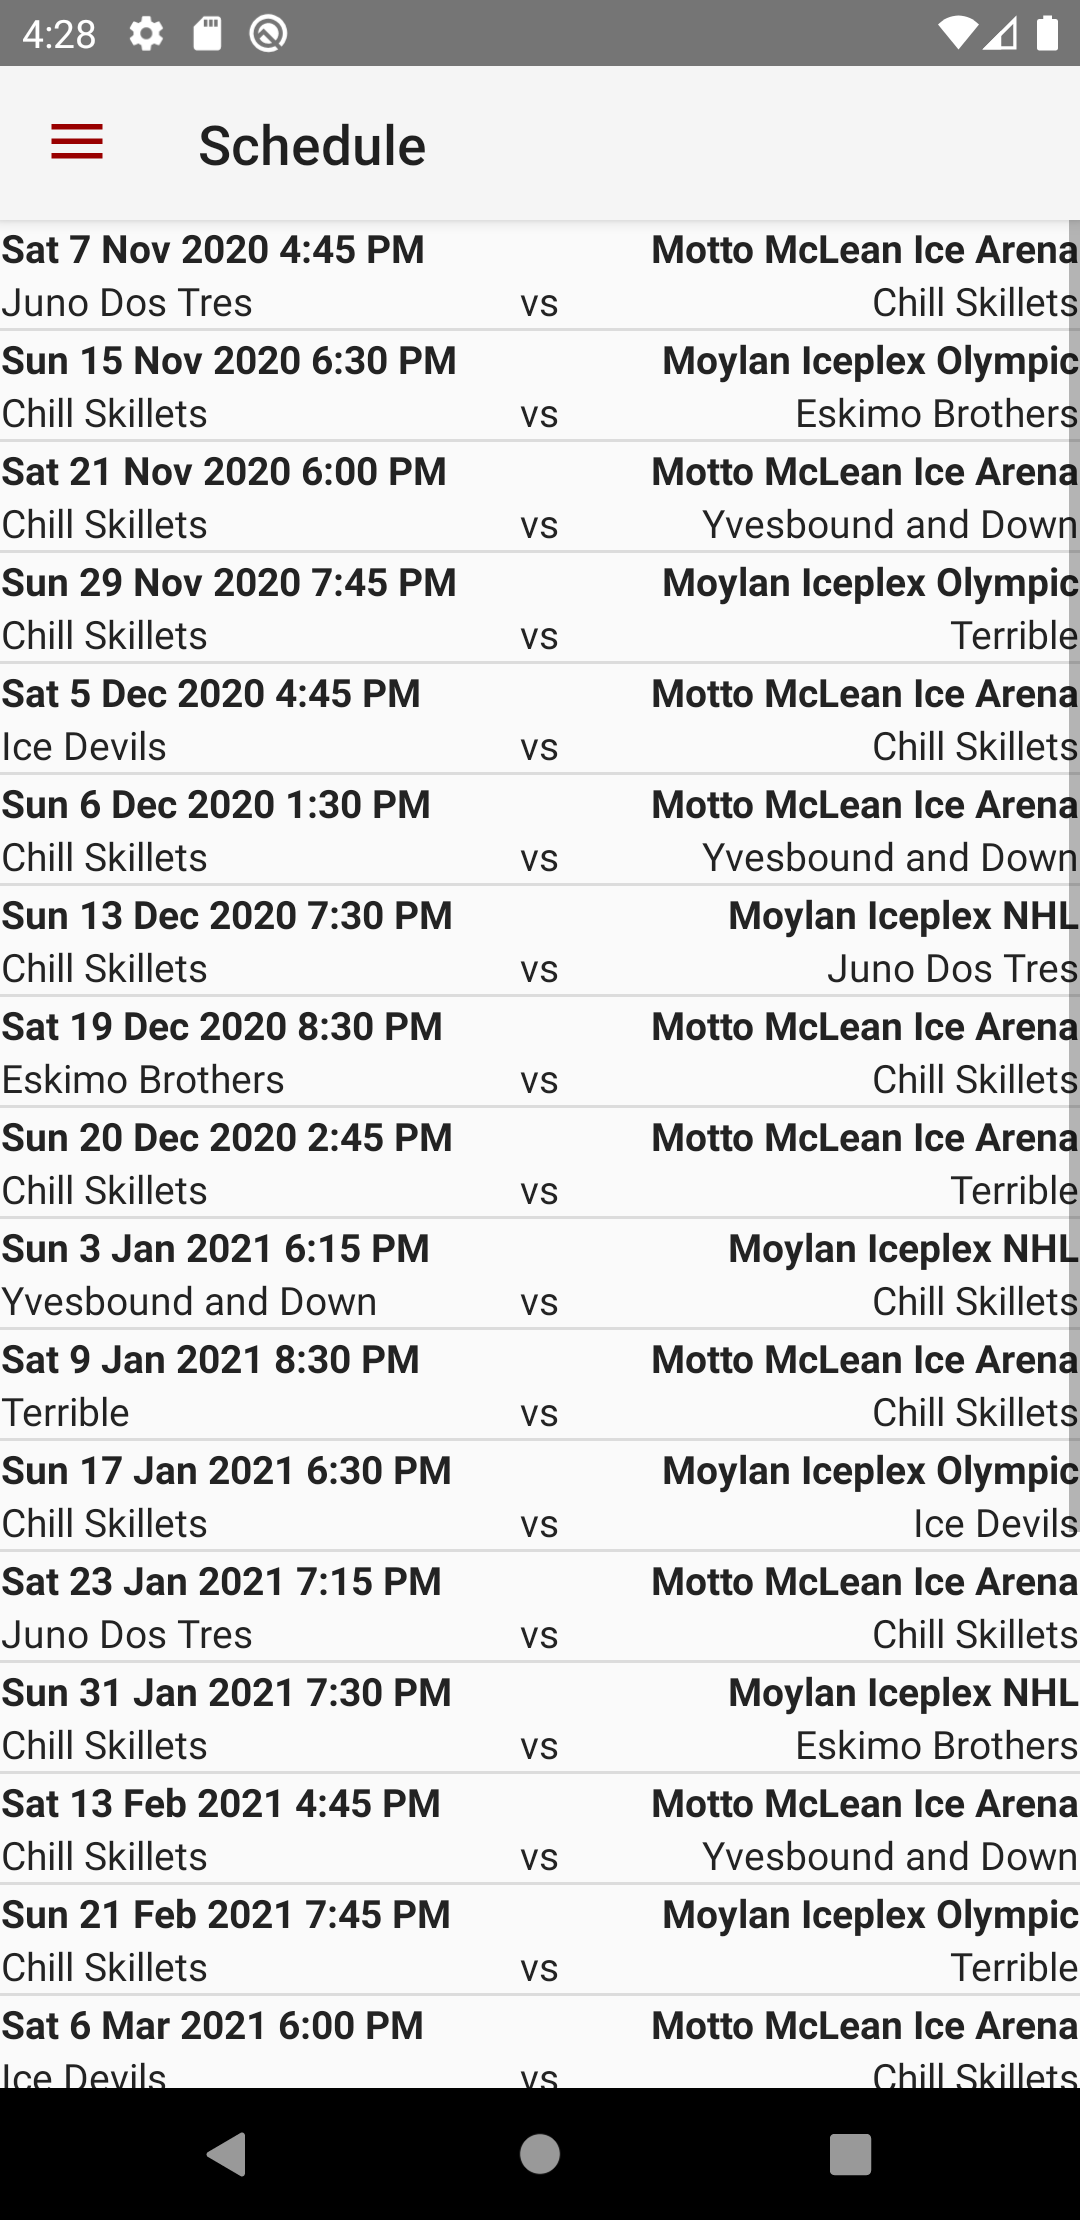 4:28
Schedule
Sat 7 Nov 2020 4:45 PM Motto McLean Ice Arena
Juno Dos Tres vs Chill Skillets
Sun 15 Nov 2020 6:30 PM Moylan Iceplex Olympic
Chill Skillets vs Eskimo Brothers
Sat 21 Nov 2020 6:00 PM Motto McLean Ice Arena
Chill Skillets vs Yvesbound and Down
Sun 29 Nov 2020 7:45 PM Moylan Iceplex Olympic
Chill Skillets vs Terrible
Sat 5 Dec 2020 4:45 PM Motto McLean Ice Arena
Ice Devils vs Chill Skillets
Sun 6 Dec 2020 1:30 PM Motto McLean Ice Arena
Chill Skillets vs Yvesbound and Down
Sun 13 Dec 2020 7:30 PM Moylan Iceplex NHL
Chill Skillets vs Juno Dos Tres
Sat 19 Dec 2020 8:30 PM Motto McLean Ice Arena
Eskimo Brothers vs Chill Skillets
Sun 20 Dec 2020 2:45 PM Motto McLean Ice Arena
Chill Skillets vs Terrible
Sun 3 Jan 2021 6:15 PM Moylan Iceplex NHL
Yvesbound and Down vs Chill Skillets
Sat 9 Jan 2021 8:30 PM Motto McLean Ice Arena
Terrible vs Chill Skillets
Sun 17 Jan 2021 6:30 PM Moylan Iceplex Olympic
Chill Skillets vs Ice Devils
Sat 23 Jan 2021 7:15 PM Motto McLean Ice Arena
Juno Dos Tres vs Chill Skillets
Sun 31 Jan 2021 7:30 PM Moylan Iceplex NHL
Chill Skillets vs Eskimo Brothers
Sat 13 Feb 2021 4:45 PM Motto McLean Ice Arena
Chill Skillets vs Yvesbound and Down
Sun 21 Feb 2021 7:45 PM Moylan Iceplex Olympic
Chill Skillets vs Terrible
Sat 6 Mar 2021 6:00 PM Motto McLean Ice Arena
Ice Devils vs Chill Skillets